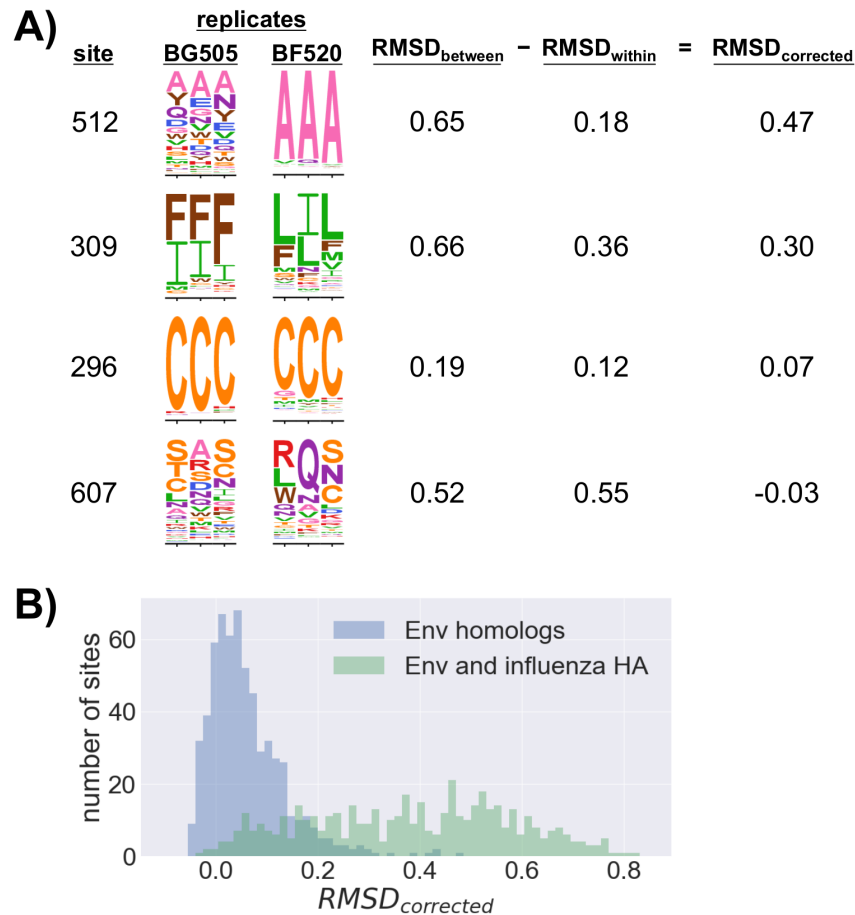 A)
replicates
site BG505 BF520 RMSDbetween − RMSDwithin = RMSDcorrected
512 0.65 0.18 0.47
A A A
A A A
309 0.66 0.36 0.30
F F F
I I I
L I L
F L F
296 0.19 0.12 0.07
C C C
C C C
607 0.52 0.55 -0.03
S A S
T R C
C S N
R Q S
L N
W N C
B)
number of sites
60
40
20
0
Env homologs
Env and influenza HA
0.0 0.2 0.4 0.6 0.8
RMSDcorrected